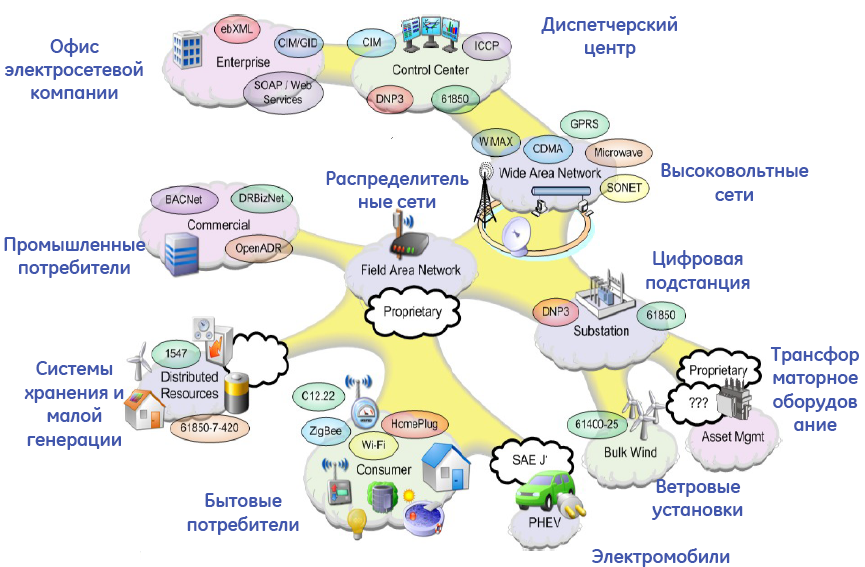 Офис
электросетевой
компании
ebXML
CIM/GID
Enterprise
SOAP / Web
Services
CIM
ICCP
Control Center
DNP3
61850
Диспетчерский
центр
GPRS
WiMAX
CDMA
Microwave
Wide Area Network
SONET
Высоковольтные
сети
Распределитель
ные сети
BACNet
DRBizNet
Commercial
OpenADR
Промышленные
потребители
Field Area Network
Proprietary
Цифровая
подстанция
DNP3
61850
Substation
Системы
хранения и
малой
генерации
1547
Distributed
Resources
61850-7-420
C12.22
ZigBee
HomePlug
Wi-Fi
Consumer
Бытовые
потребители
SAE J
PHEV
Электромобили
61400-25
Bulk Wind
Ветровые
установки
Proprietary
???
Asset Mgmt
Трансфор
маторное
оборудов
ание